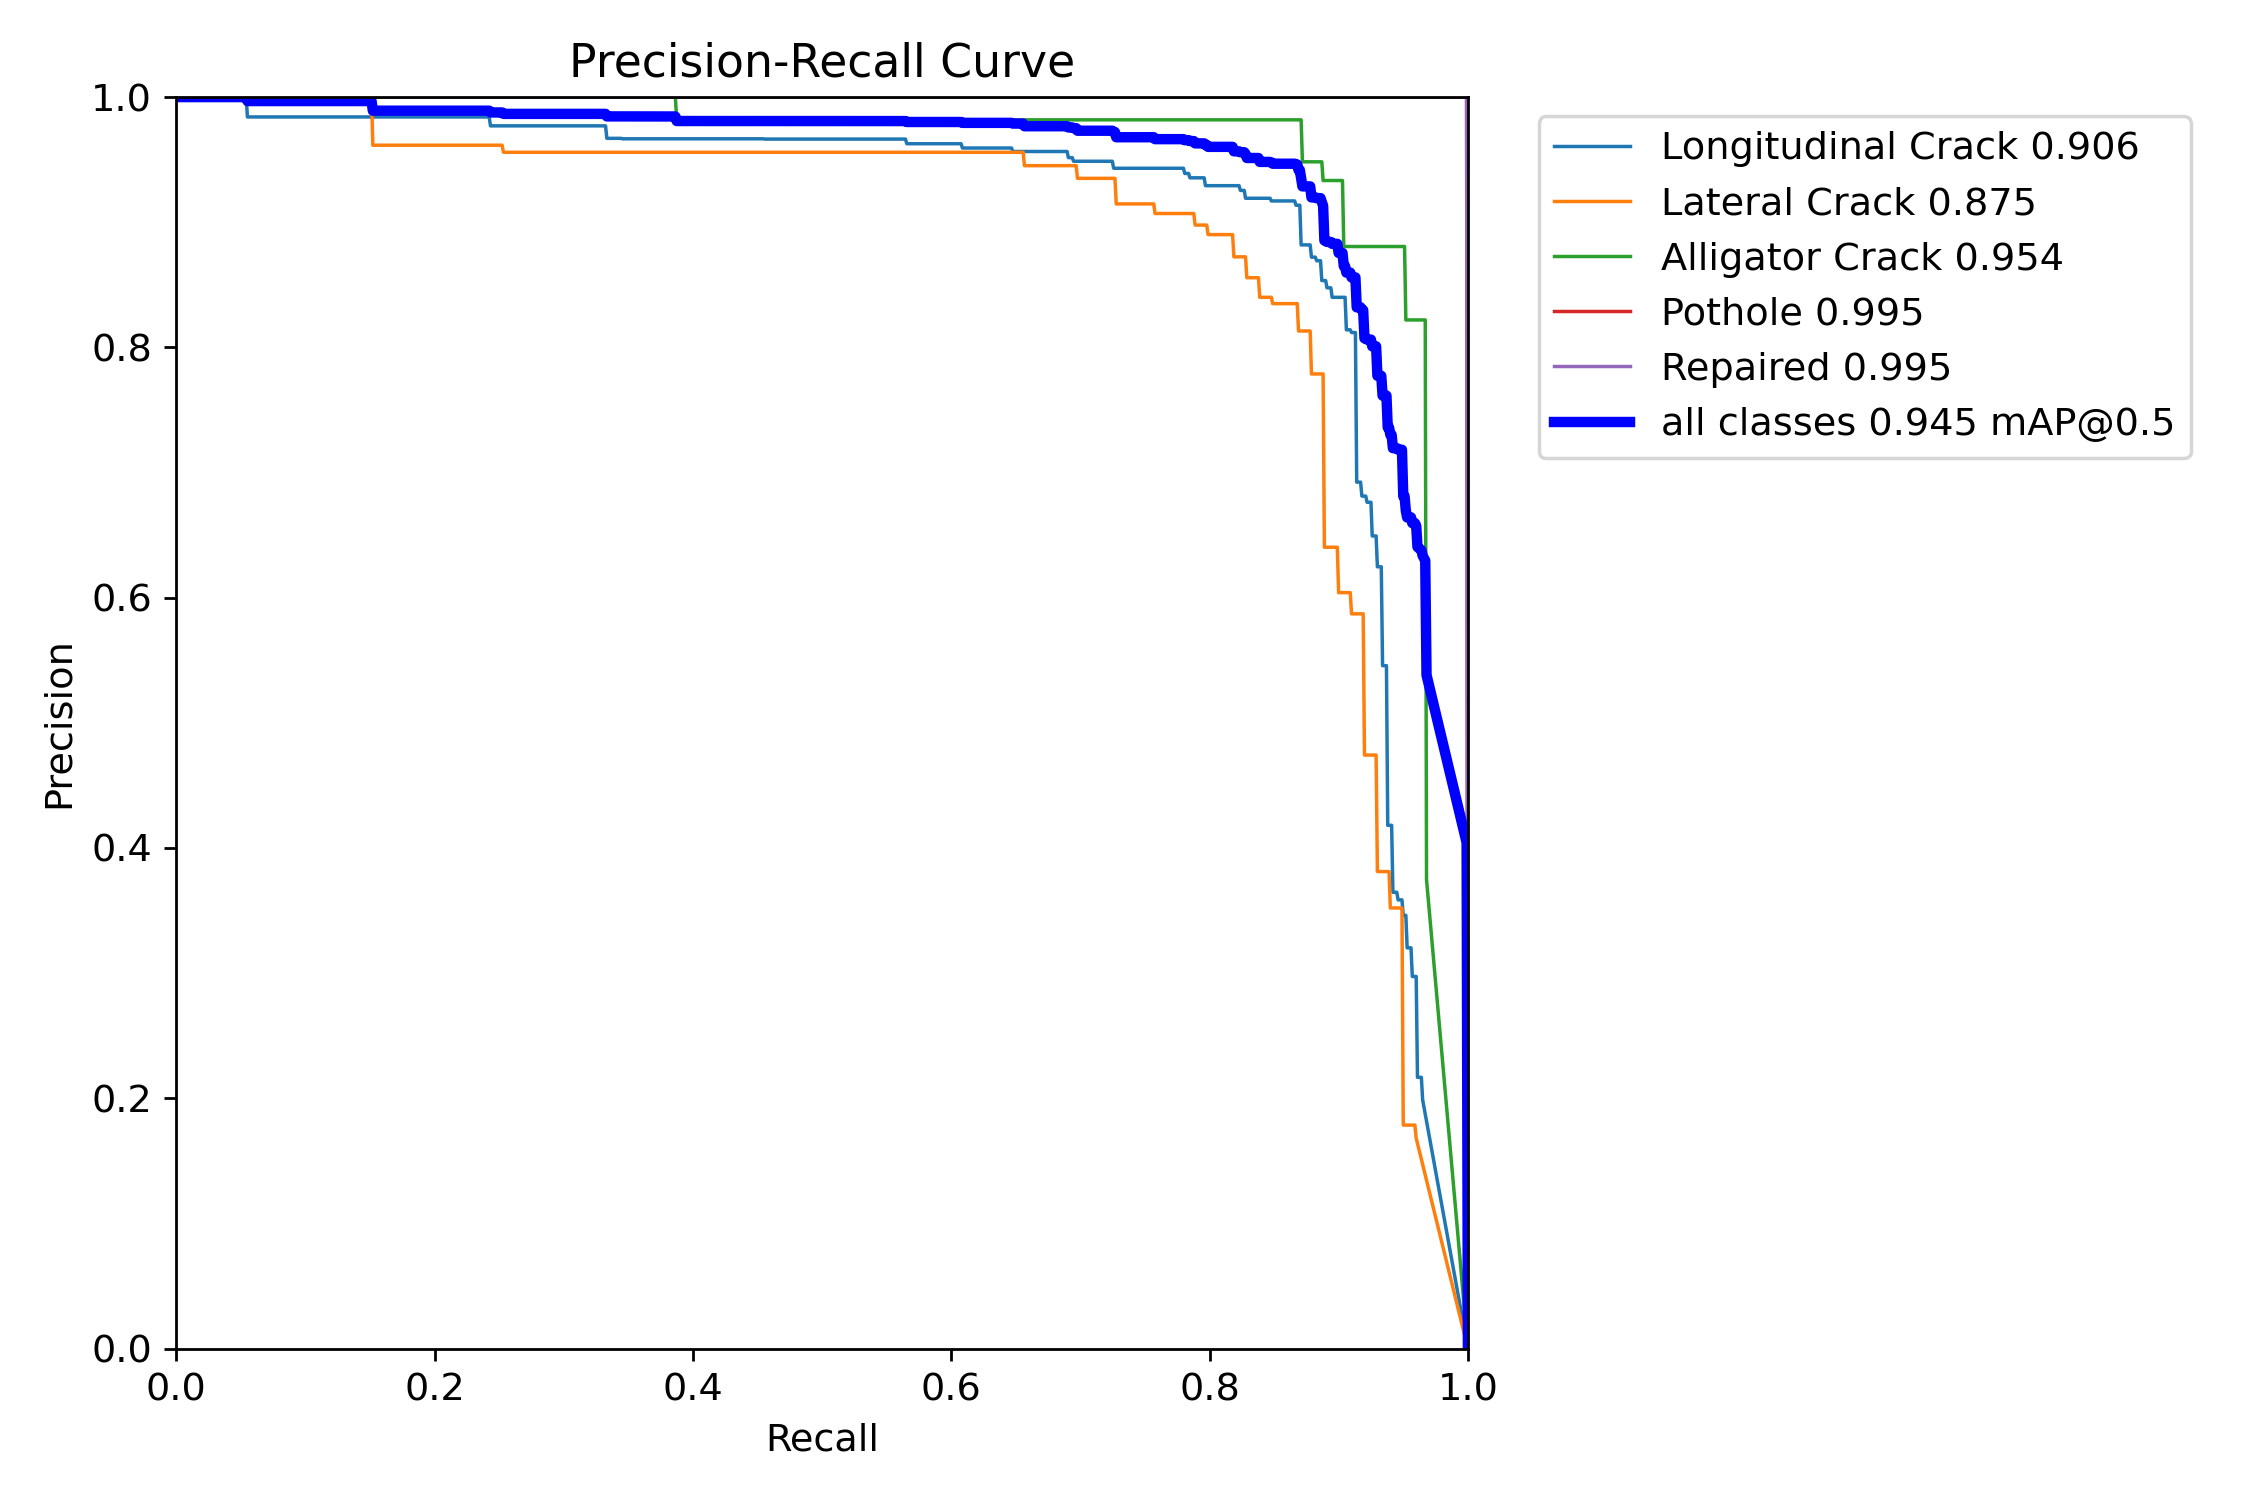 Precision-Recall Curve
1.0
0.8
0.6
0.4
0.2
0.0
Precision
0.0 0.2 0.4 0.6 0.8 1.0
Recall
Longitudinal Crack 0.906
Lateral Crack 0.875
Alligator Crack 0.954
Pothole 0.995
Repaired 0.995
all classes 0.945 mAP@0.5